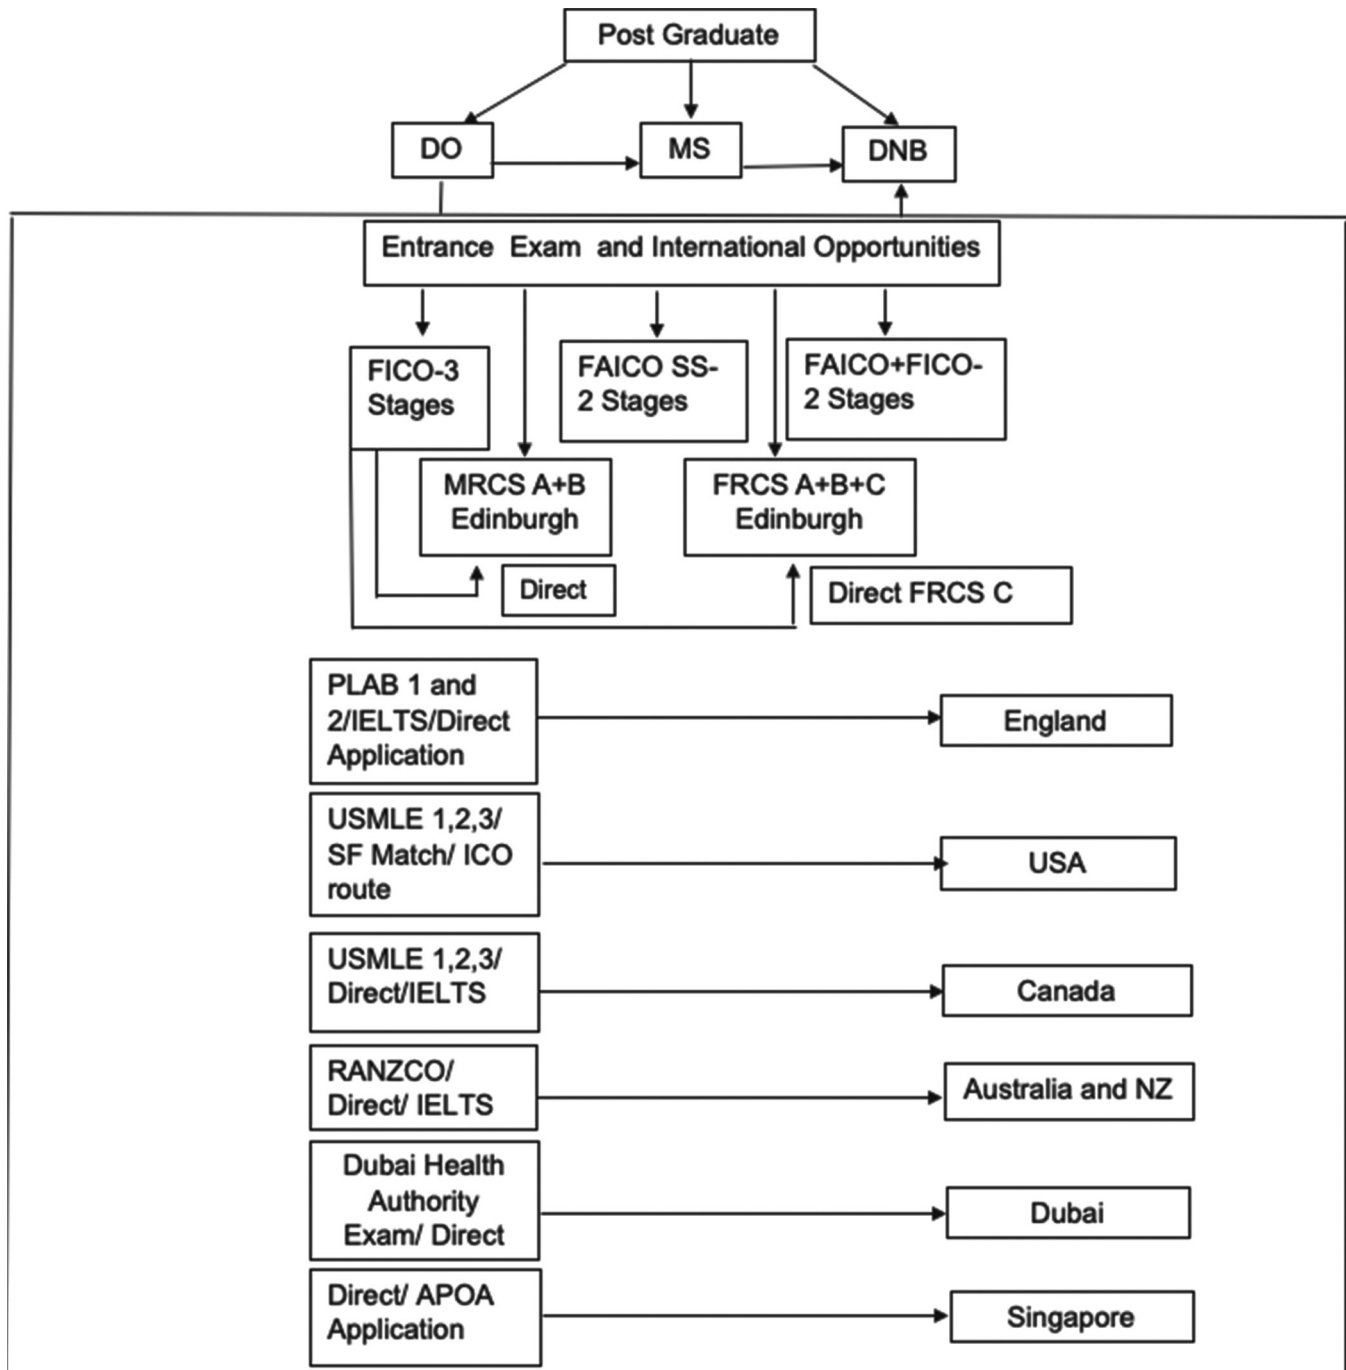 Post Graduate
DO
MS
DNB
Entrance Exam and International Opportunities
FICO-3
Stages
FAICO SS-
2 Stages
FAICO+FICO-
2 Stages
MRCS A+B
Edinburgh
FRCS A+B+C
Edinburgh
Direct
Direct FRCS C
PLAB 1 and
2/IELTS/Direct
Application
England
USMLE 1,2,3/
SF Match/ ICO
route
USA
USMLE 1,2,3/
Direct/IELTS
Canada
RANZCO/
Direct/ IELTS
Australia and NZ
Dubai Health
Authority
Exam/ Direct
Dubai
Direct/ APOA
Application
Singapore